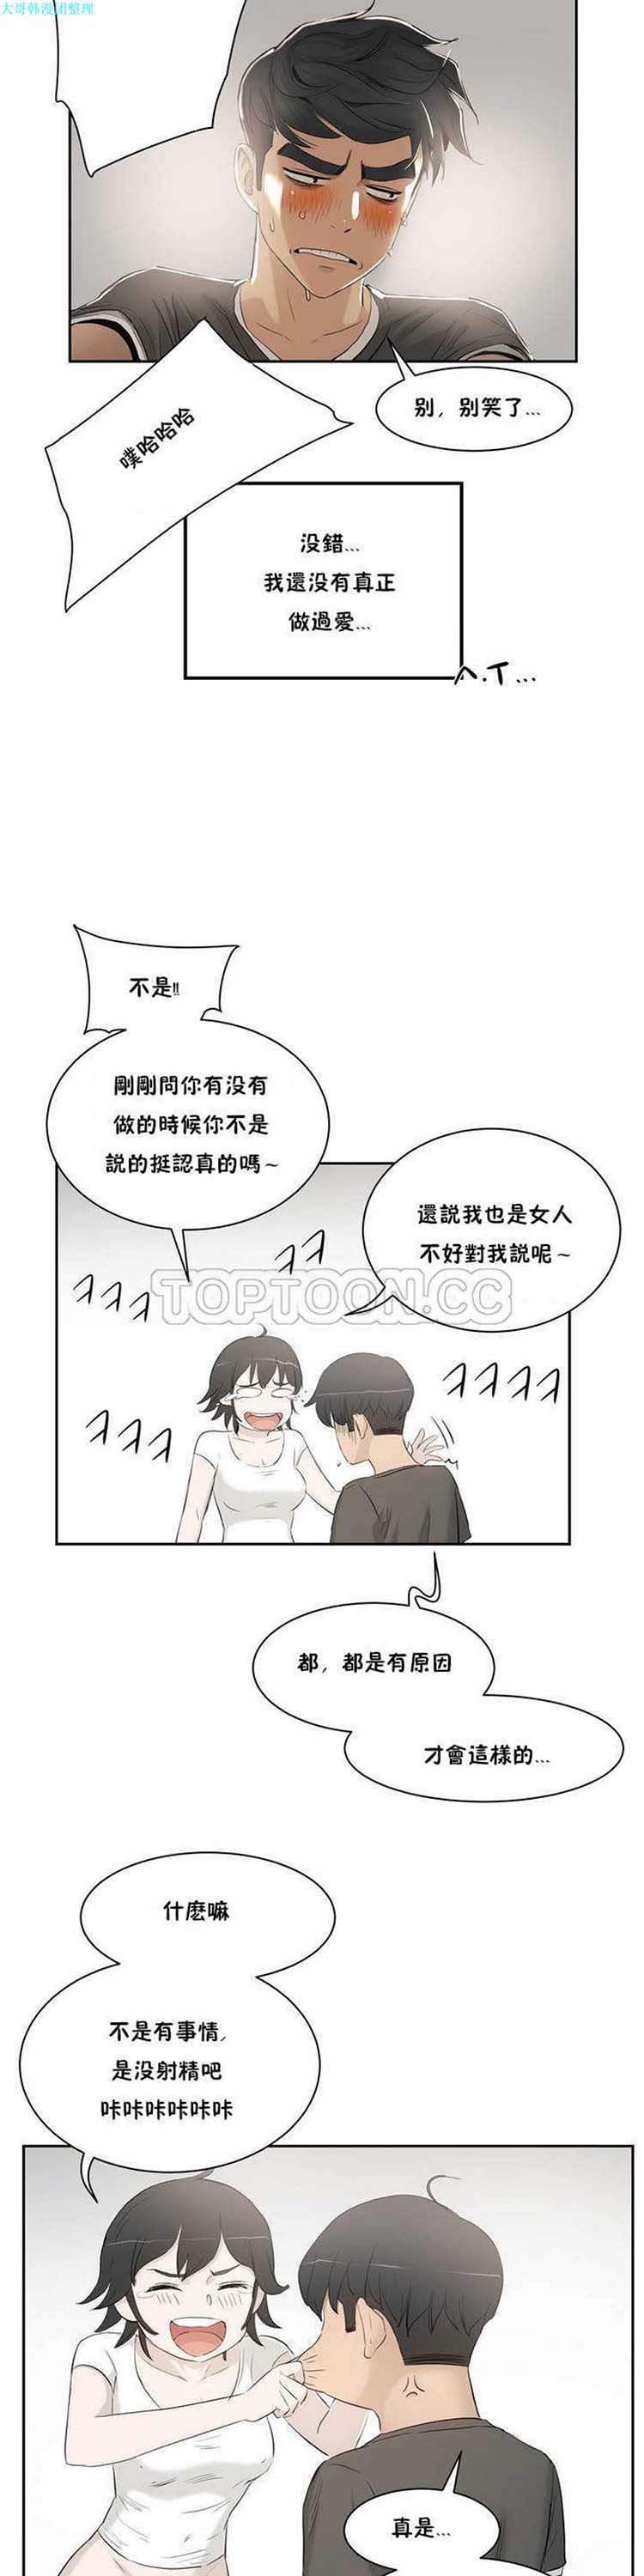 大哥韩漫团整理
别，别笑了...
噗哈哈哈
没錯...
我還没有真正
做過愛...
ㅅ.ㅜ...
不是!!
剛剛問你有没有
做的時候你不是
説的挺認真的嗎~
還説我也是女人
不好對我説呢~
ㅋㅋㅋ
ㅋㅋ
TOPTOON.CC
ㅋㅋㅋㅋ
ㅋㅋㅋ
都，都是有原因
才會這樣的...
什麽嘛
不是有事情,
是没射精吧
咔咔咔咔咔咔
真是...